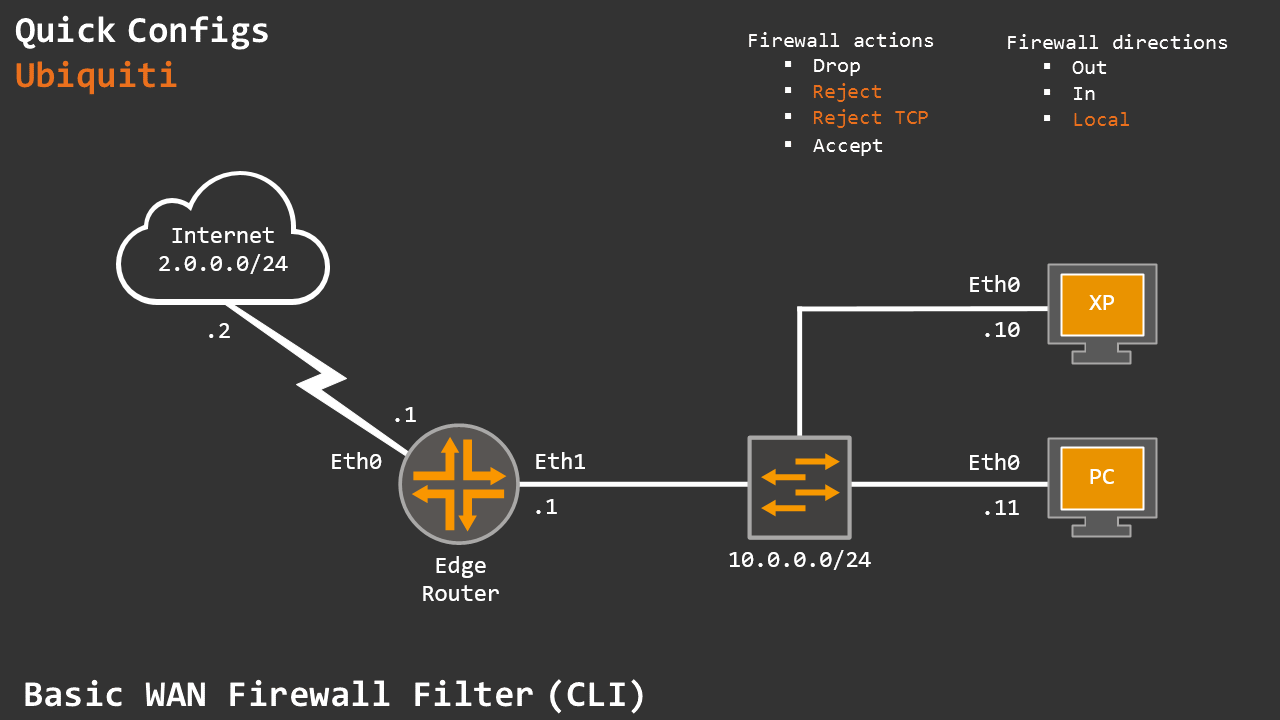 Quick Configs
Ubiquiti
Firewall actions
▪ Drop
▪ Reject
▪ Reject TCP
▪ Accept
Firewall directions
▪ Out
▪ In
▪ Local
Internet
2.0.0.0/24
.2
.1
Eth0
Edge
Router
Eth1
.1
10.0.0.0/24
Eth0
.10
XP
Eth0
.11
PC
Basic WAN Firewall Filter (CLI)